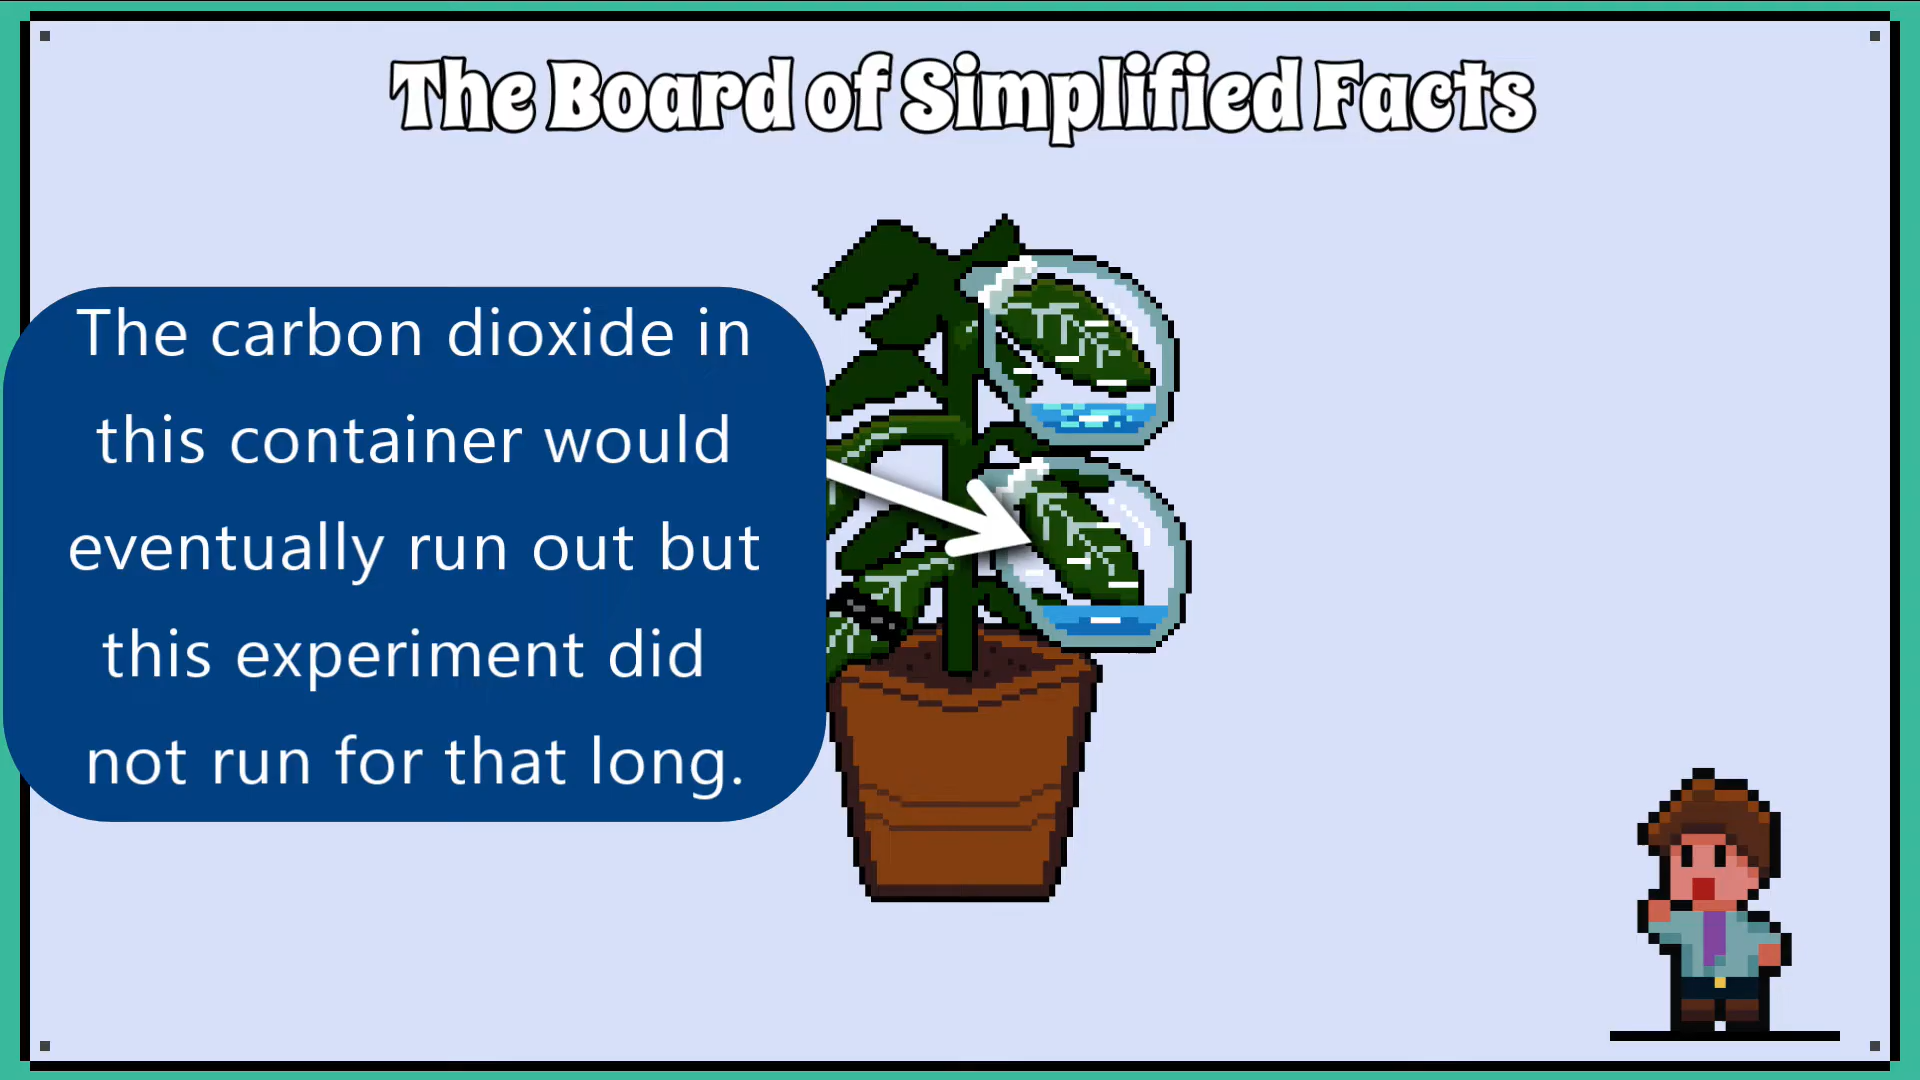 The Board of Simplified Facts
The carbon dioxide in
this container would
eventually run out but
this experiment did
not run for that long.